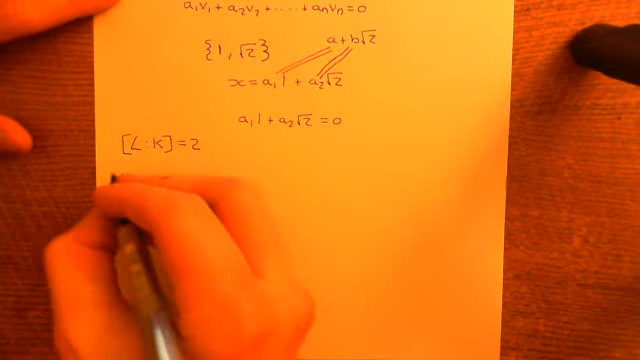 a₁v₁ + a₂v₂ + ..... + aₙvₙ = 0
a + b√2
{1, √2}
x = a₁1 + a₂√2
a₁1 + a₂√2 = 0
[L:K] = 2